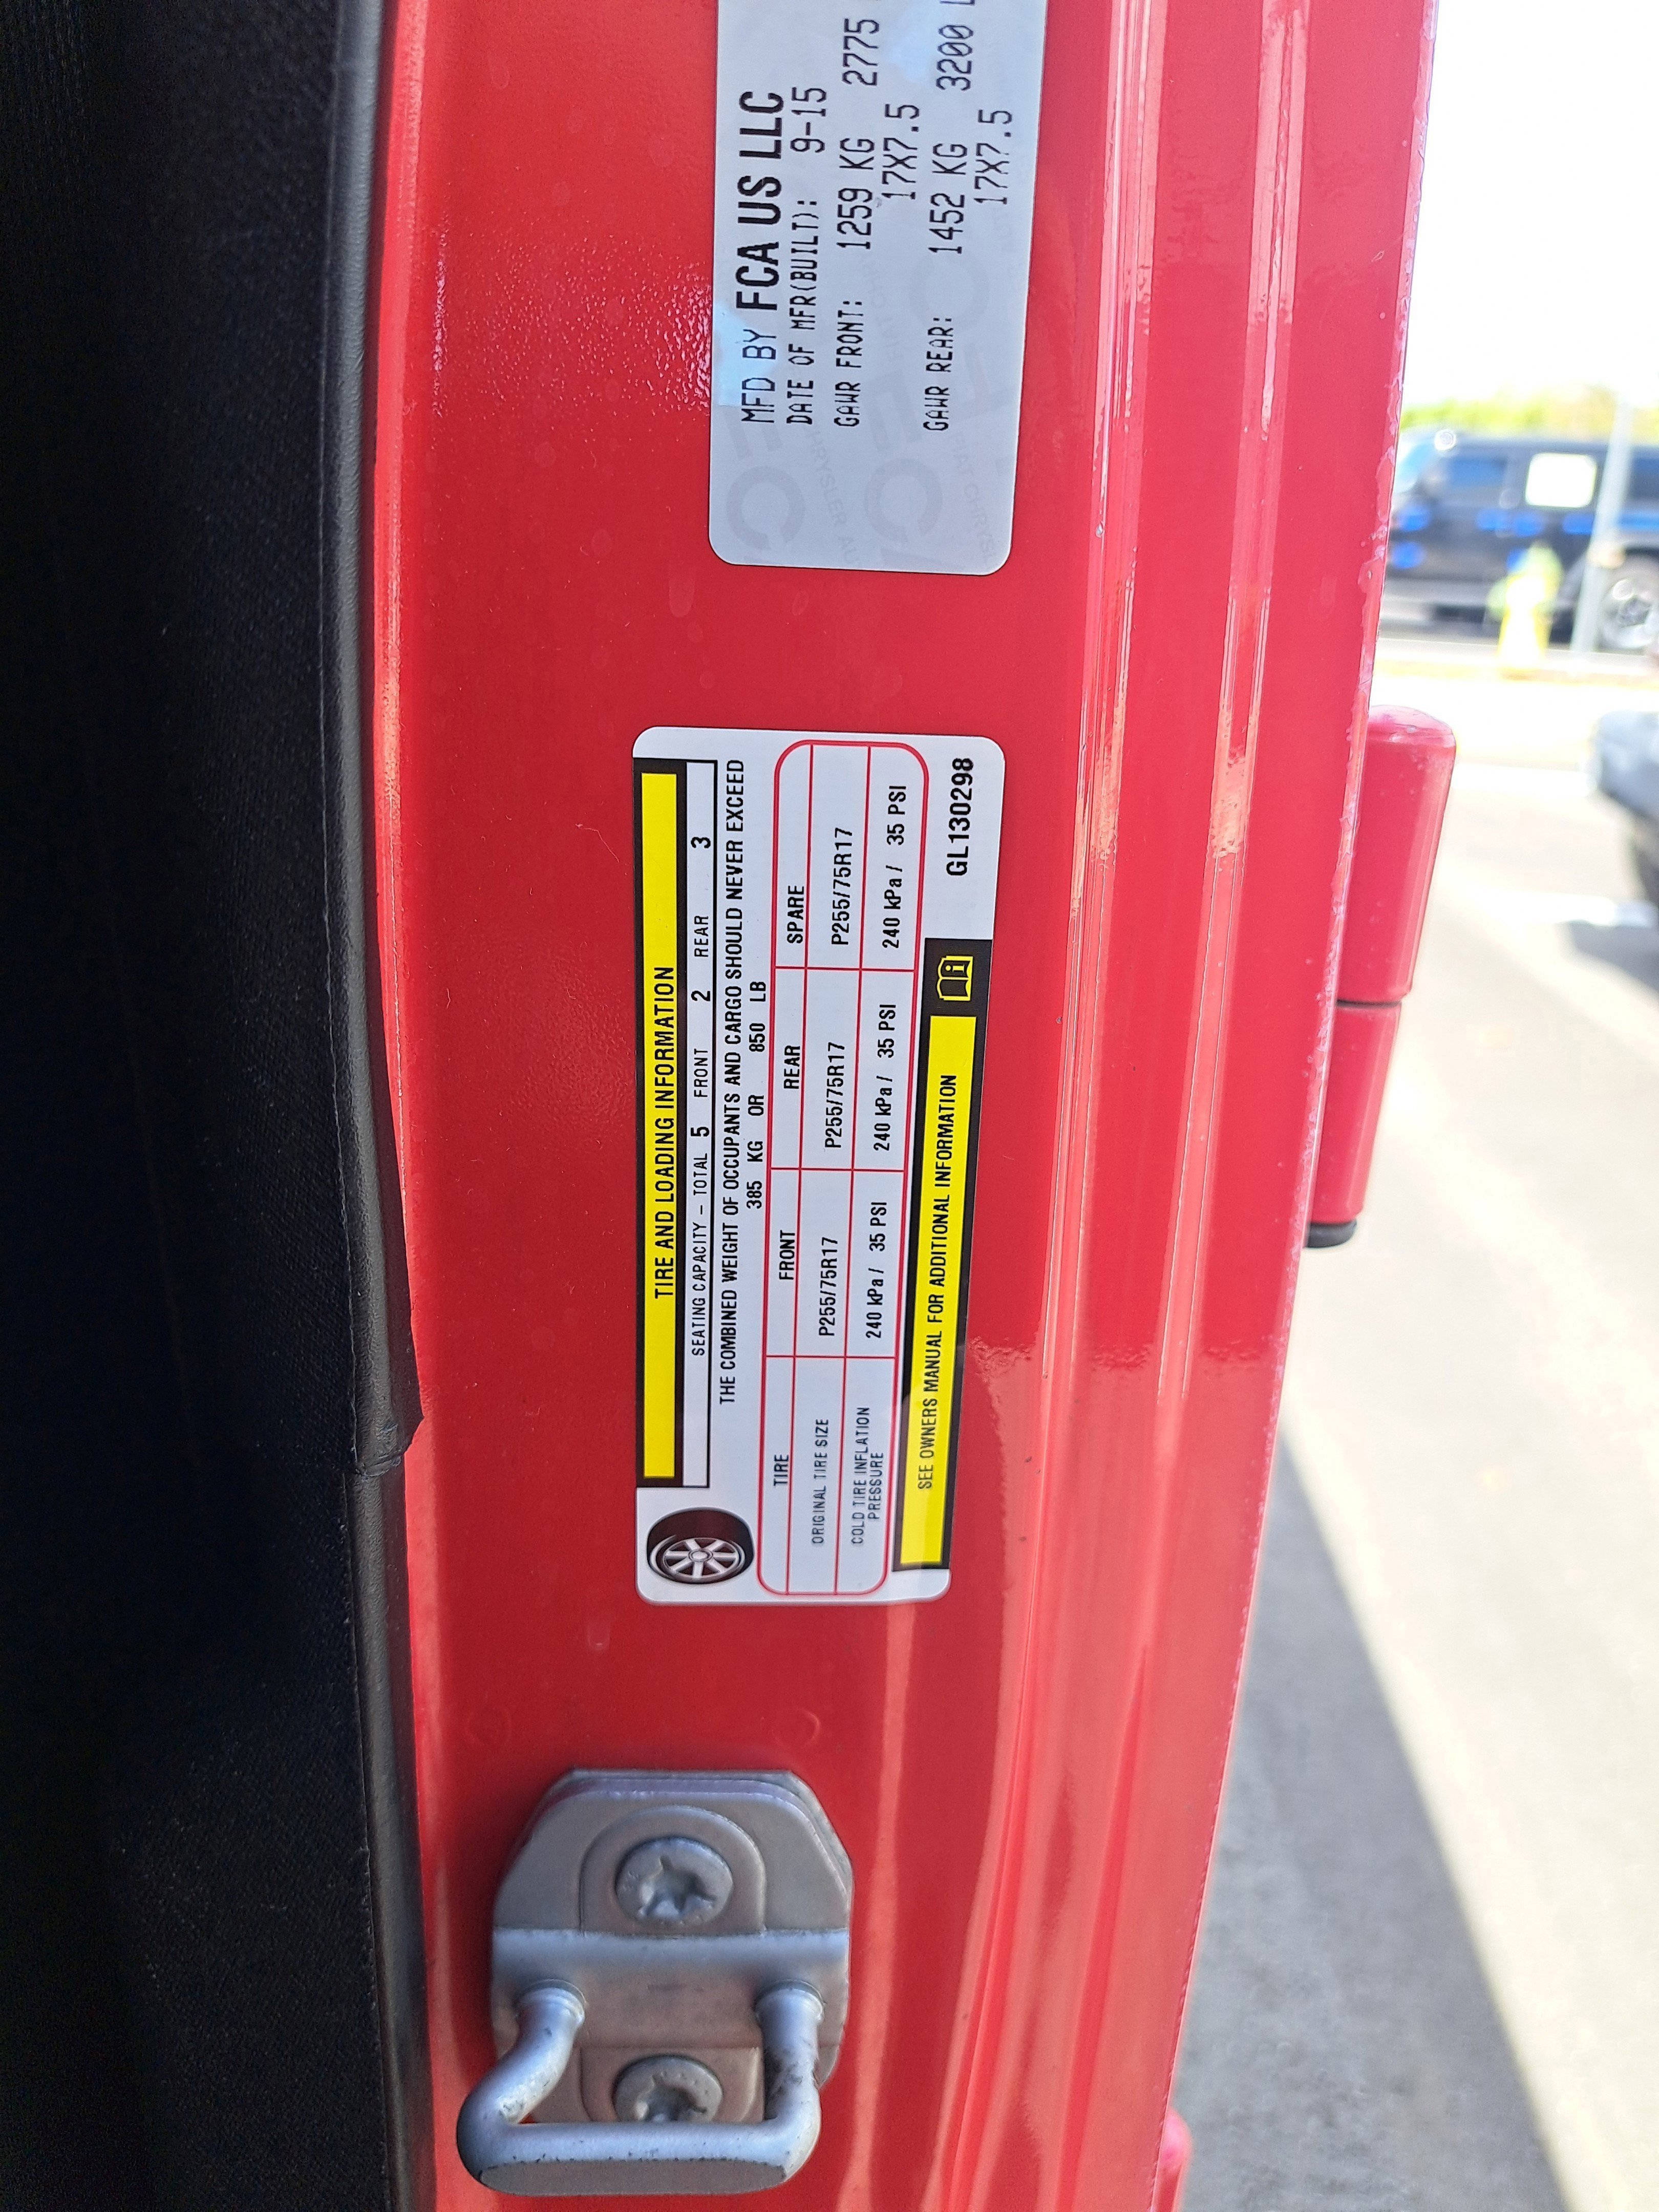 MFD BY FCA US LLC
DATE OF MFR(BUILT): 9-15
GAWR FRONT: 1259 KG 2775
17X7.5
GAWR REAR: 1452 KG 3200 L
17X7.5
TIRE AND LOADING INFORMATION
SEATING CAPACITY – TOTAL 5 FRONT 2 REAR 3
THE COMBINED WEIGHT OF OCCUPANTS AND CARGO SHOULD NEVER EXCEED
385 KG OR 850 LB
TIRE FRONT REAR SPARE
ORIGINAL TIRE SIZE P255/75R17 P255/75R17 P255/75R17
COLD TIRE INFLATION
PRESSURE 240 kPa / 35 PSI 240 kPa / 35 PSI 240 kPa / 35 PSI
SEE OWNERS MANUAL FOR ADDITIONAL INFORMATION
GL130298